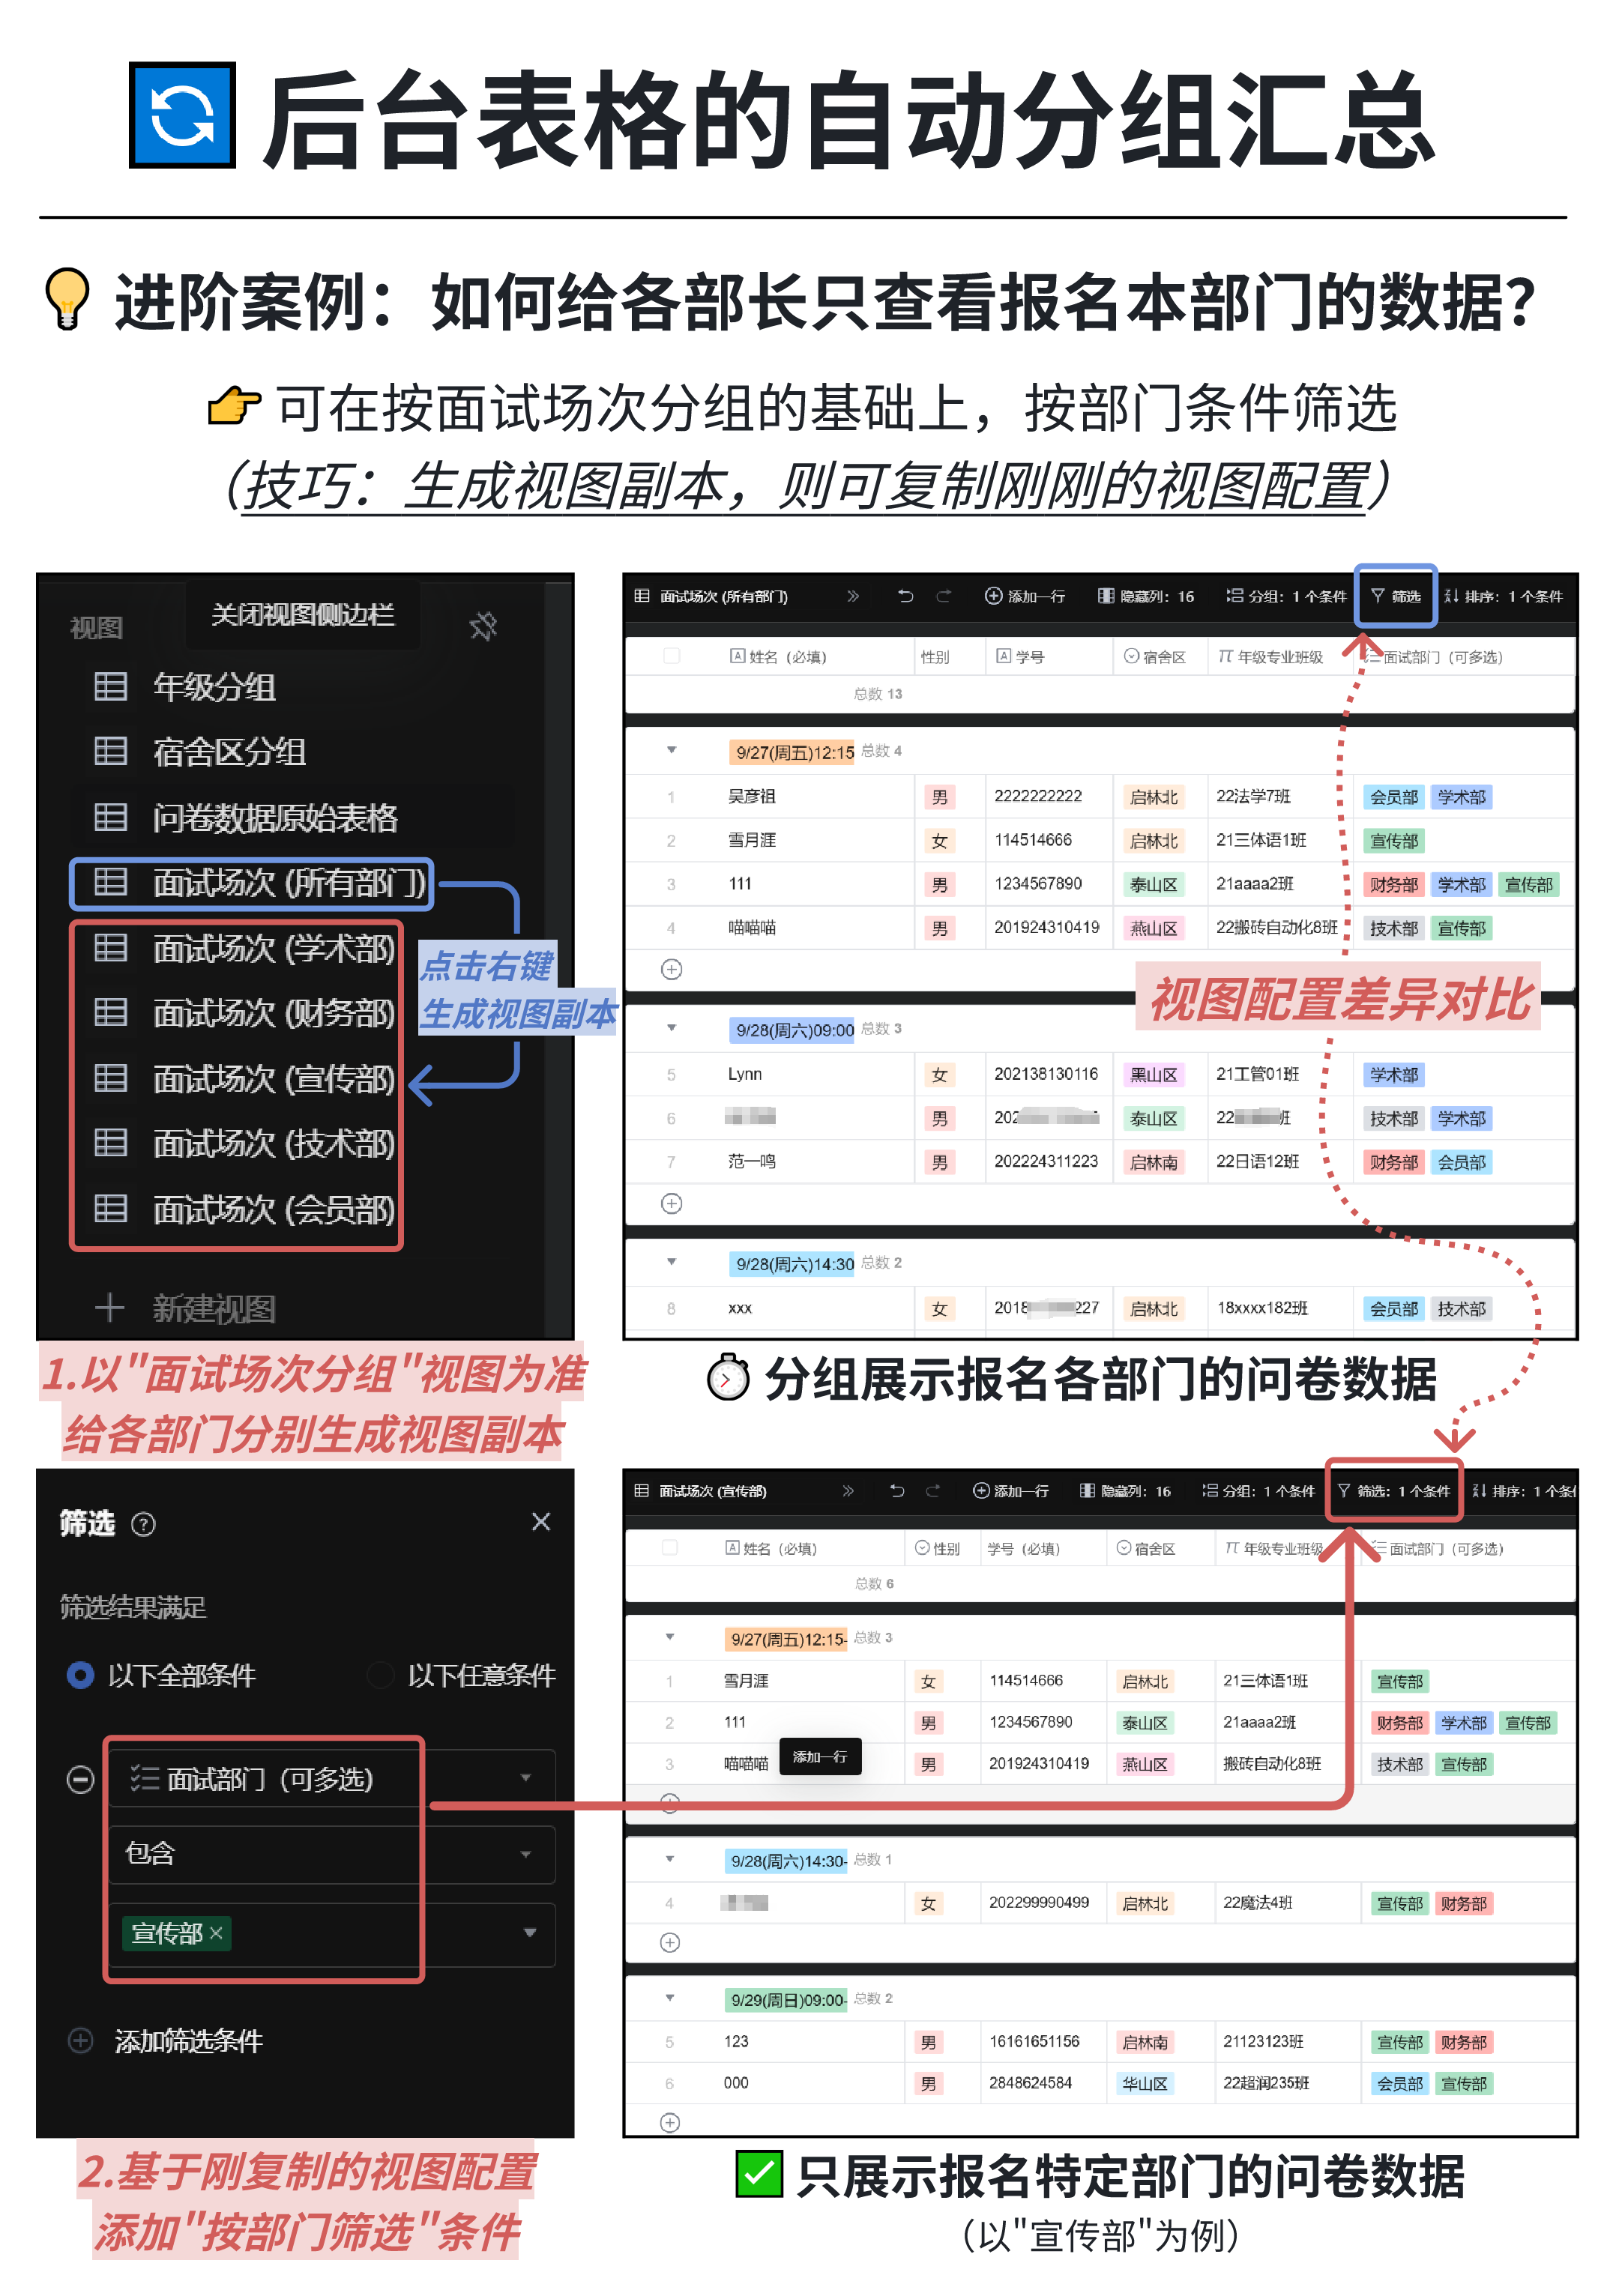 后台表格的自动分组汇总
进阶案例：如何给各部长只查看报名本部门的数据？
可在按面试场次分组的基础上，按部门条件筛选
（技巧：生成视图副本，则可复制刚刚的视图配置）
视图 关闭视图侧边栏
年级分组
宿舍区分组
问卷数据原始表格
面试场次 (所有部门)
面试场次 (学术部)
面试场次 (财务部)
面试场次 (宣传部)
面试场次 (技术部)
面试场次 (会员部)
新建视图
点击右键
生成视图副本
1.以"面试场次分组"视图为准
给各部门分别生成视图副本
面试场次 (所有部门) 添加一行 隐藏列：16 分组：1 个条件 筛选 排序：1 个条件
姓名（必填） 性别 学号 宿舍区 年级专业班级 面试部门（可多选）
总数 13
9/27(周五)12:15 总数 4
1 吴彦祖 男 2222222222 启林北 22法学7班 会员部 学术部
2 雪月涯 女 114514666 启林北 21三体语1班 宣传部
3 111 男 1234567890 泰山区 21aaaa2班 财务部 学术部 宣传部
4 喵喵喵 男 201924310419 燕山区 22搬砖自动化8班 技术部 宣传部
视图配置差异对比
9/28(周六)09:00 总数 3
5 Lynn 女 202138130116 黑山区 21工管01班 学术部
6 男 202 泰山区 22 班 技术部 学术部
7 范一鸣 男 202224311223 启林南 22日语12班 财务部 会员部
9/28(周六)14:30 总数 2
8 xxx 女 2018 227 启林北 18xxxx182班 会员部 技术部
分组展示报名各部门的问卷数据
筛选
筛选结果满足
以下全部条件 以下任意条件
面试部门（可多选）
包含
宣传部
添加筛选条件
2.基于刚复制的视图配置
添加"按部门筛选"条件
面试场次 (宣传部) 添加一行 隐藏列：16 分组：1 个条件 筛选：1 个条件 排序：1 个条
姓名（必填） 性别 学号（必填） 宿舍区 年级专业班级 面试部门（可多选）
总数 6
9/27(周五)12:15- 总数 3
1 雪月涯 女 114514666 启林北 21三体语1班 宣传部
2 111 男 1234567890 泰山区 21aaaa2班 财务部 学术部 宣传部
3 喵喵喵 男 201924310419 燕山区 搬砖自动化8班 技术部 宣传部
添加一行
9/28(周六)14:30- 总数 1
4 女 202299990499 启林北 22魔法4班 宣传部 财务部
9/29(周日)09:00- 总数 2
5 123 男 16161651156 启林南 21123123班 宣传部 财务部
6 000 男 2848624584 华山区 22超润235班 会员部 宣传部
只展示报名特定部门的问卷数据
（以"宣传部"为例）